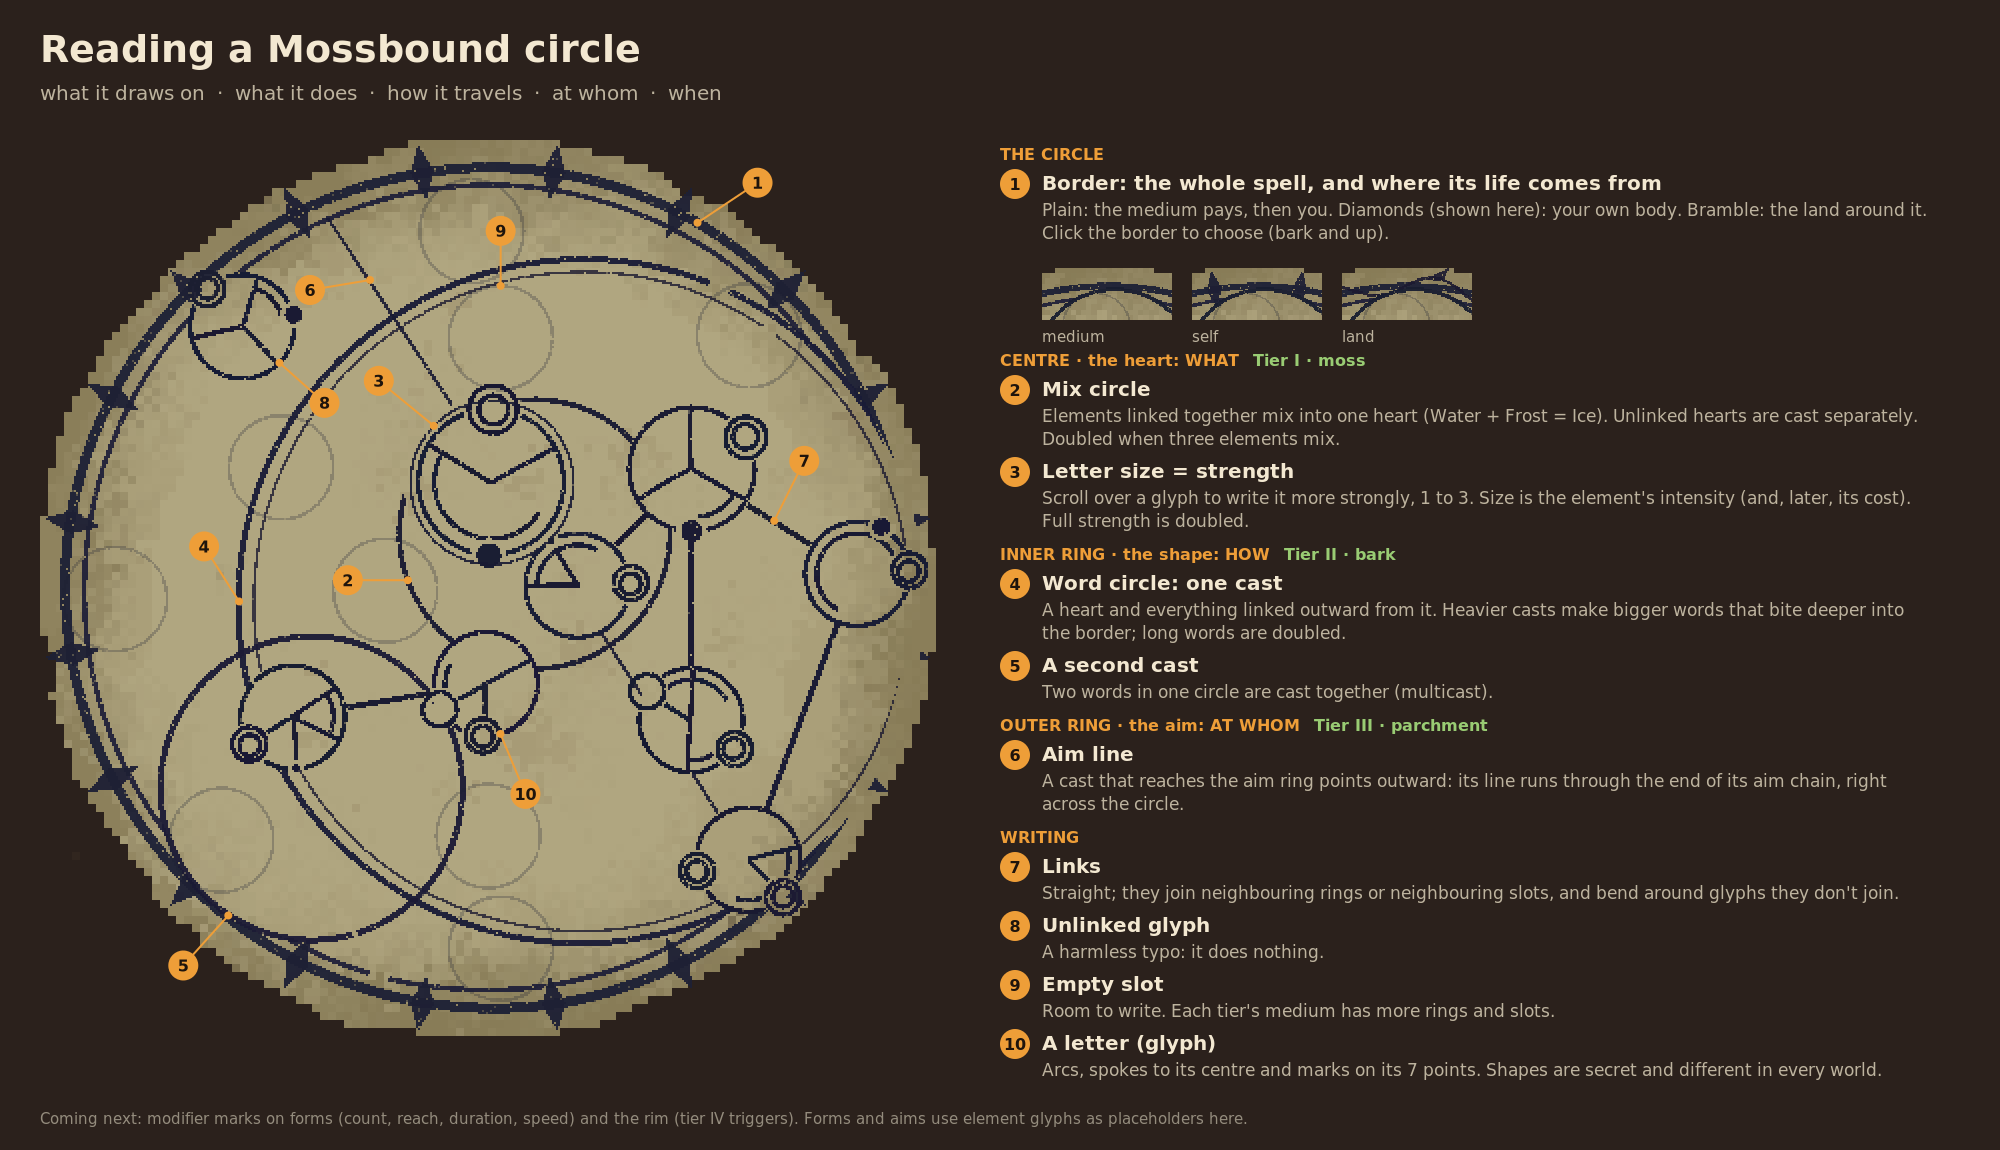 Reading a Mossbound circle
what it draws on · what it does · how it travels · at whom · when
1
9
6
3
8
7
4
2
10
5
THE CIRCLE
1 Border: the whole spell, and where its life comes from
Plain: the medium pays, then you. Diamonds (shown here): your own body. Bramble: the land around it.
Click the border to choose (bark and up).
medium self land
CENTRE · the heart: WHAT Tier I · moss
2 Mix circle
Elements linked together mix into one heart (Water + Frost = Ice). Unlinked hearts are cast separately.
Doubled when three elements mix.
3 Letter size = strength
Scroll over a glyph to write it more strongly, 1 to 3. Size is the element's intensity (and, later, its cost).
Full strength is doubled.
INNER RING · the shape: HOW Tier II · bark
4 Word circle: one cast
A heart and everything linked outward from it. Heavier casts make bigger words that bite deeper into
the border; long words are doubled.
5 A second cast
Two words in one circle are cast together (multicast).
OUTER RING · the aim: AT WHOM Tier III · parchment
6 Aim line
A cast that reaches the aim ring points outward: its line runs through the end of its aim chain, right
across the circle.
WRITING
7 Links
Straight; they join neighbouring rings or neighbouring slots, and bend around glyphs they don't join.
8 Unlinked glyph
A harmless typo: it does nothing.
9 Empty slot
Room to write. Each tier's medium has more rings and slots.
10 A letter (glyph)
Arcs, spokes to its centre and marks on its 7 points. Shapes are secret and different in every world.
Coming next: modifier marks on forms (count, reach, duration, speed) and the rim (tier IV triggers). Forms and aims use element glyphs as placeholders here.